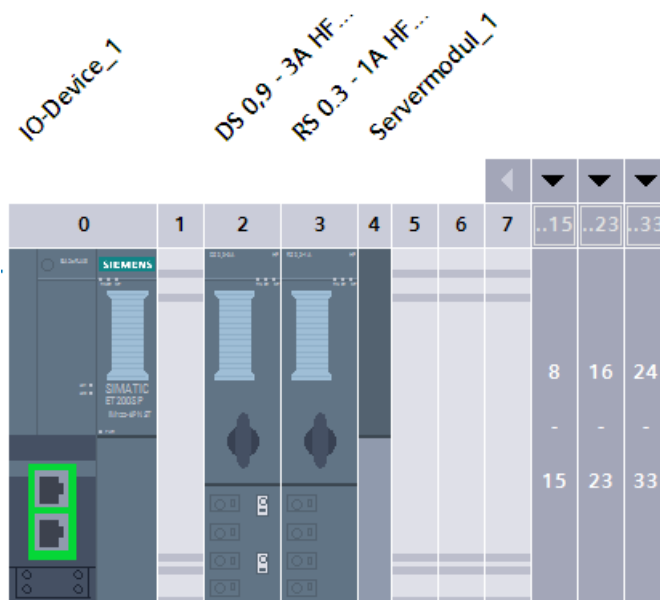 IO-Device_1
DS 0,9 - 3A HF...
RS 0.3 - 1A HF...
Servermodul_1
0 1 2 3 4 5 6 7 ..15 ..23 ..33
SIEMENS
SIMATIC
ET 200SP
8 16 24
- - -
15 23 33